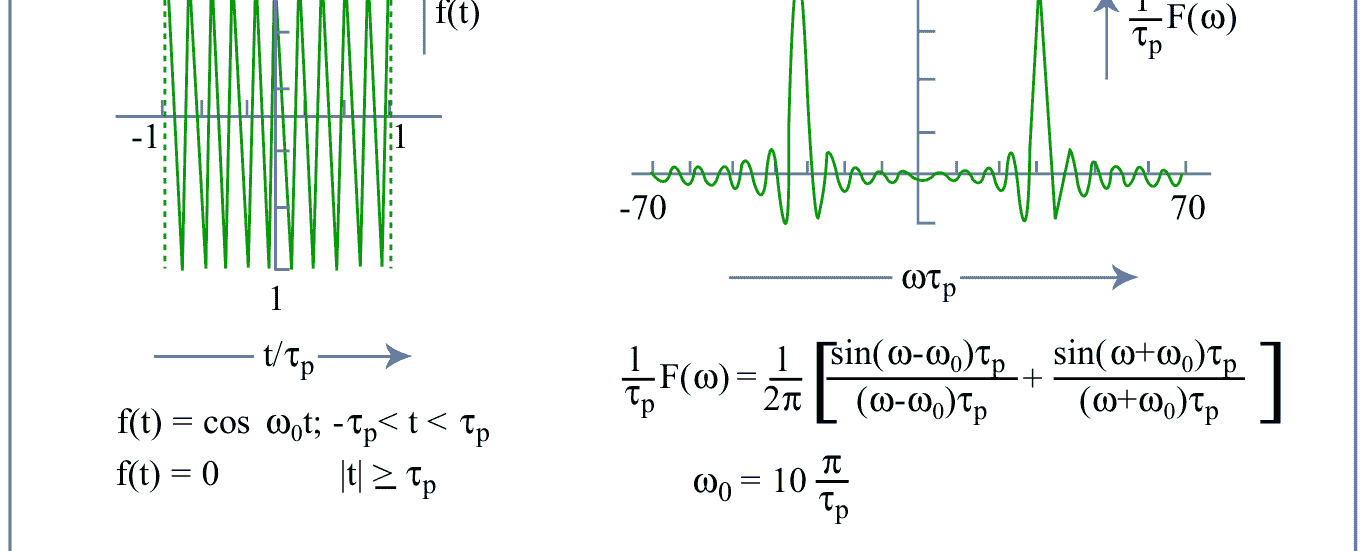 f(t)
1/τp F(ω)
-1
1
-70
70
1
ωτp
t/τp
1/τp F(ω) = 1/2π [sin(ω-ω0)τp/(ω-ω0)τp + sin(ω+ω0)τp/(ω+ω0)τp]
f(t) = cos ω0t; -τp< t < τp
f(t) = 0 |t| ≥ τp
ω0 = 10 π/τp